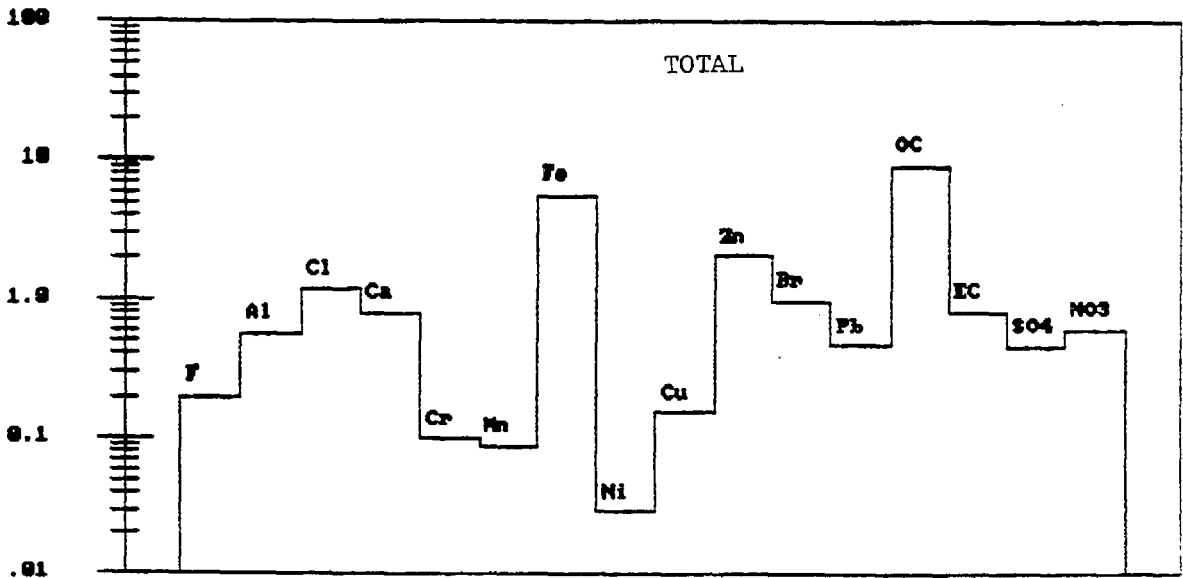 100
TOTAL
OC
10
Fe
Zn
Cl
Br
Ca
EC
1.0
Al
NO3
SO4
Pb
F
Cu
Cr
Mn
0.1
Ni
.01